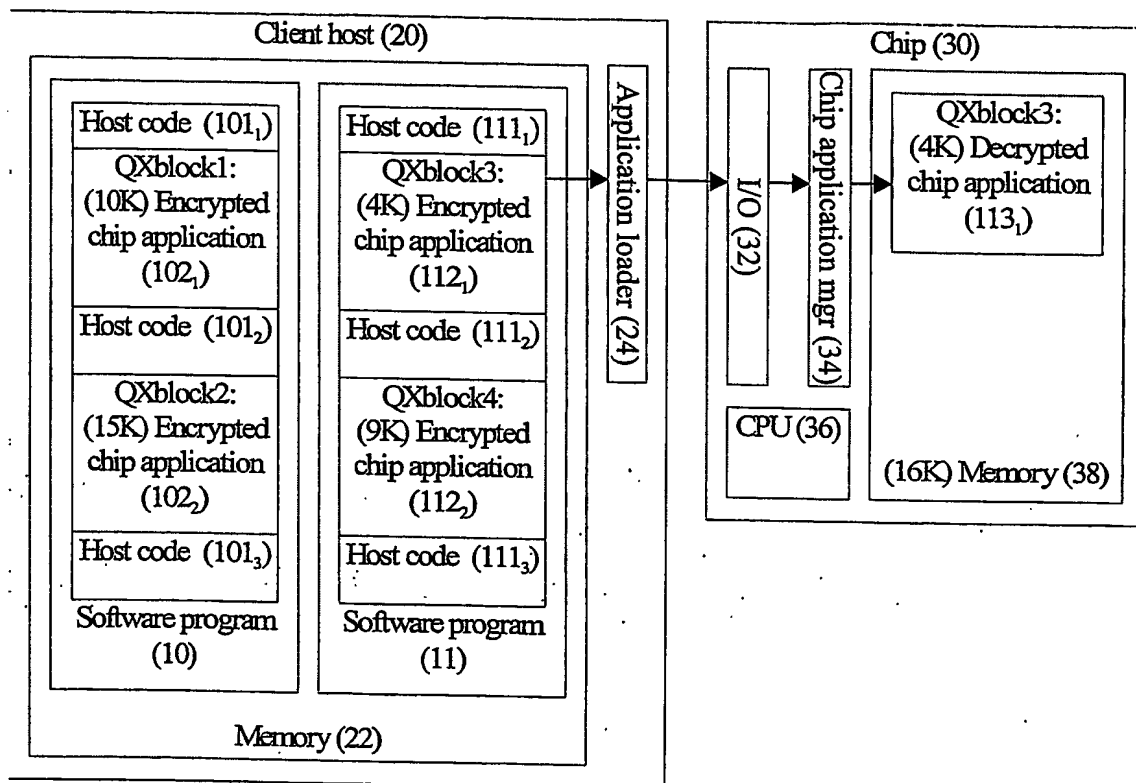 Client host (20)
Host code (101₁)
QXblock1:
(10K) Encrypted
chip application
(102₁)
Host code (101₂)
QXblock2:
(15K) Encrypted
chip application
(102₂)
Host code (101₃)
Software program
(10)
Host code (111₁)
QXblock3:
(4K) Encrypted
chip application
(112₁)
Host code (111₂)
QXblock4:
(9K) Encrypted
chip application
(112₂)
Host code (111₃)
Software program
(11)
Memory (22)
Application loader (24)
Chip (30)
I/O (32)
Chip application mgr (34)
CPU (36)
QXblock3:
(4K) Decrypted
chip application
(113₁)
(16K) Memory (38)